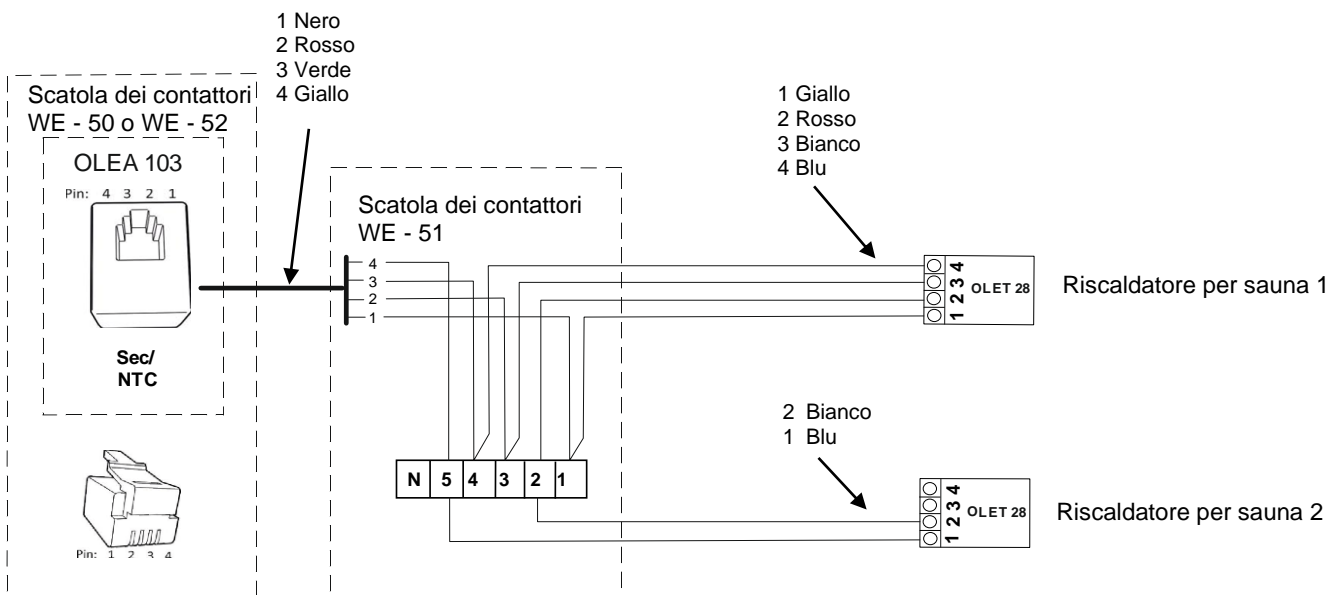 1 Nero
2 Rosso
3 Verde
4 Giallo
Scatola dei contattori
WE - 50 o WE - 52
OLEA 103
Pin: 4 3 2 1
Sec/
NTC
Pin: 1 2 3 4
Scatola dei contattori
WE - 51
4
3
2
1
N 5 4 3 2 1
1 Giallo
2 Rosso
3 Bianco
4 Blu
1 2 3 4
OLET 28
Riscaldatore per sauna 1
2 Bianco
1 Blu
1 2 3 4
OLET 28
Riscaldatore per sauna 2